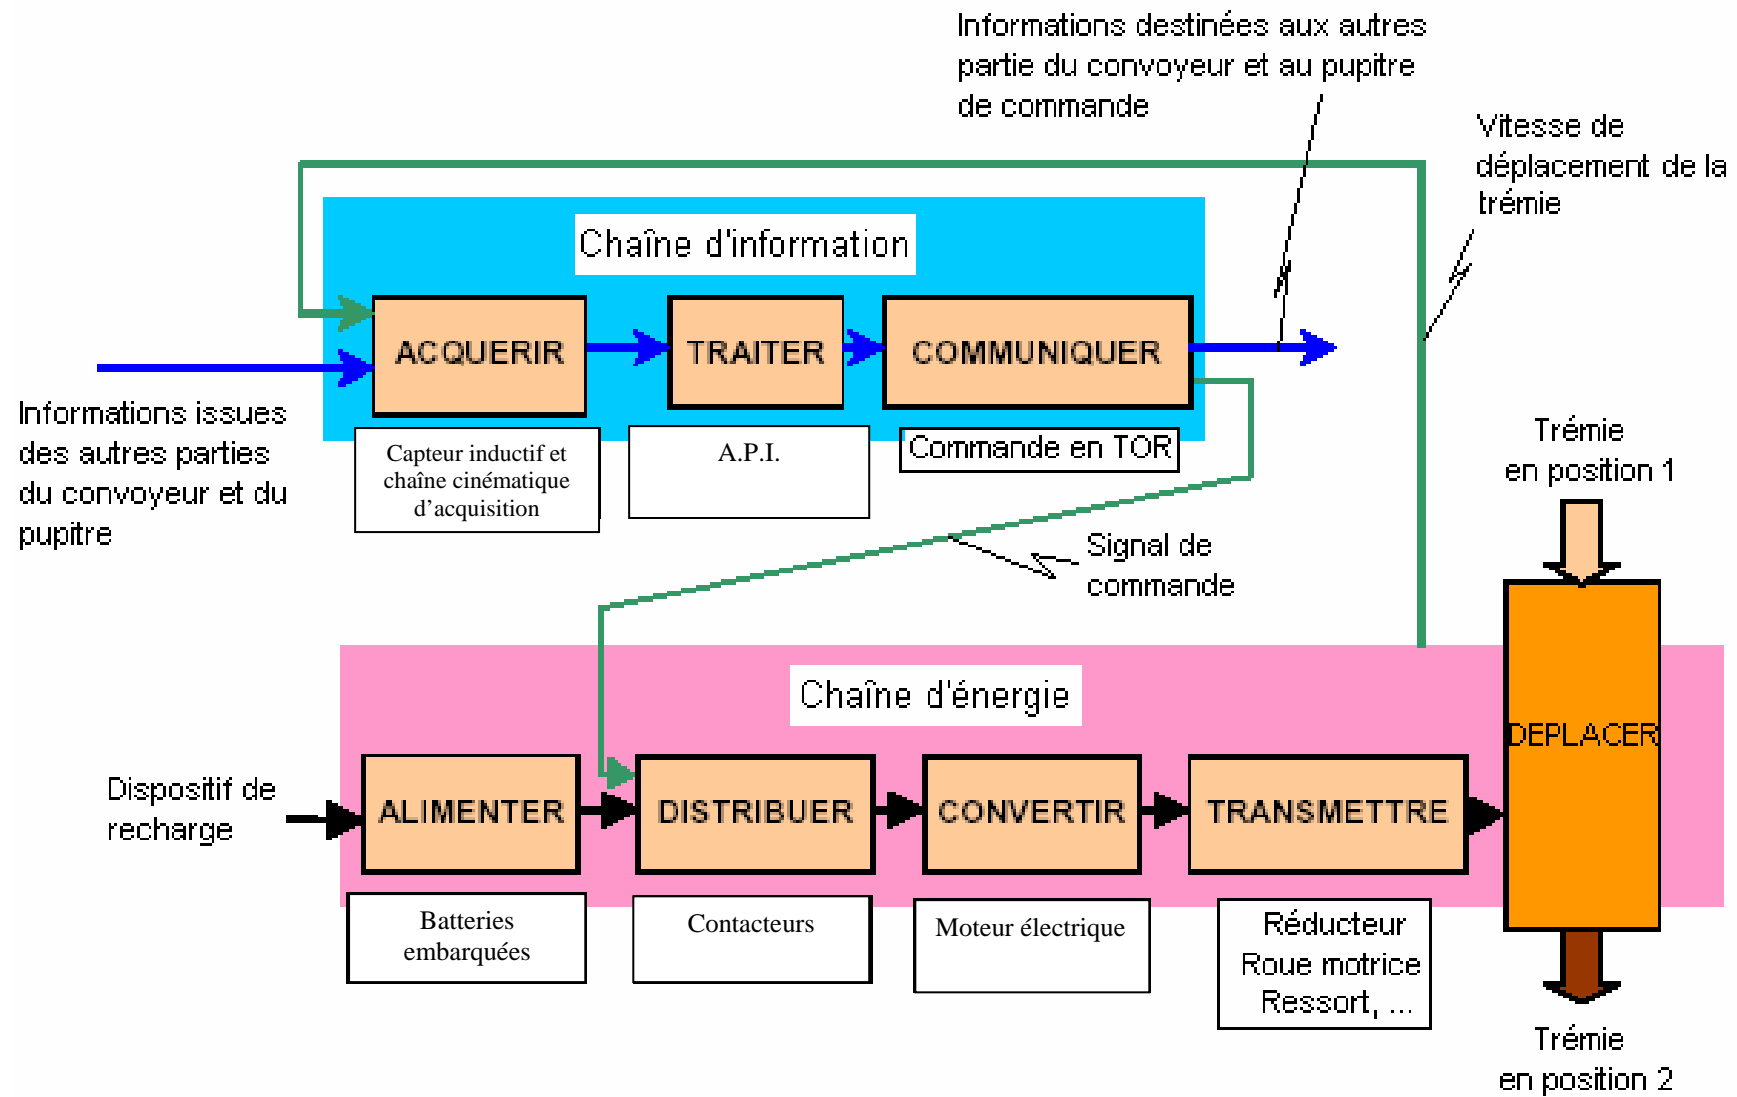 Informations destinées aux autres
partie du convoyeur et au pupitre
de commande
Vitesse de
déplacement de la
trémie
Chaîne d'information
ACQUERIR
TRAITER
COMMUNIQUER
Informations issues
des autres parties
du convoyeur et du
pupitre
Capteur inductif et
chaîne cinématique
d’acquisition
A.P.I.
Commande en TOR
Trémie
en position 1
Signal de
commande
Chaîne d'énergie
DEPLACER
Dispositif de
recharge
ALIMENTER
DISTRIBUER
CONVERTIR
TRANSMETTRE
Batteries
embarquées
Contacteurs
Moteur électrique
Réducteur
Roue motrice
Ressort, ...
Trémie
en position 2